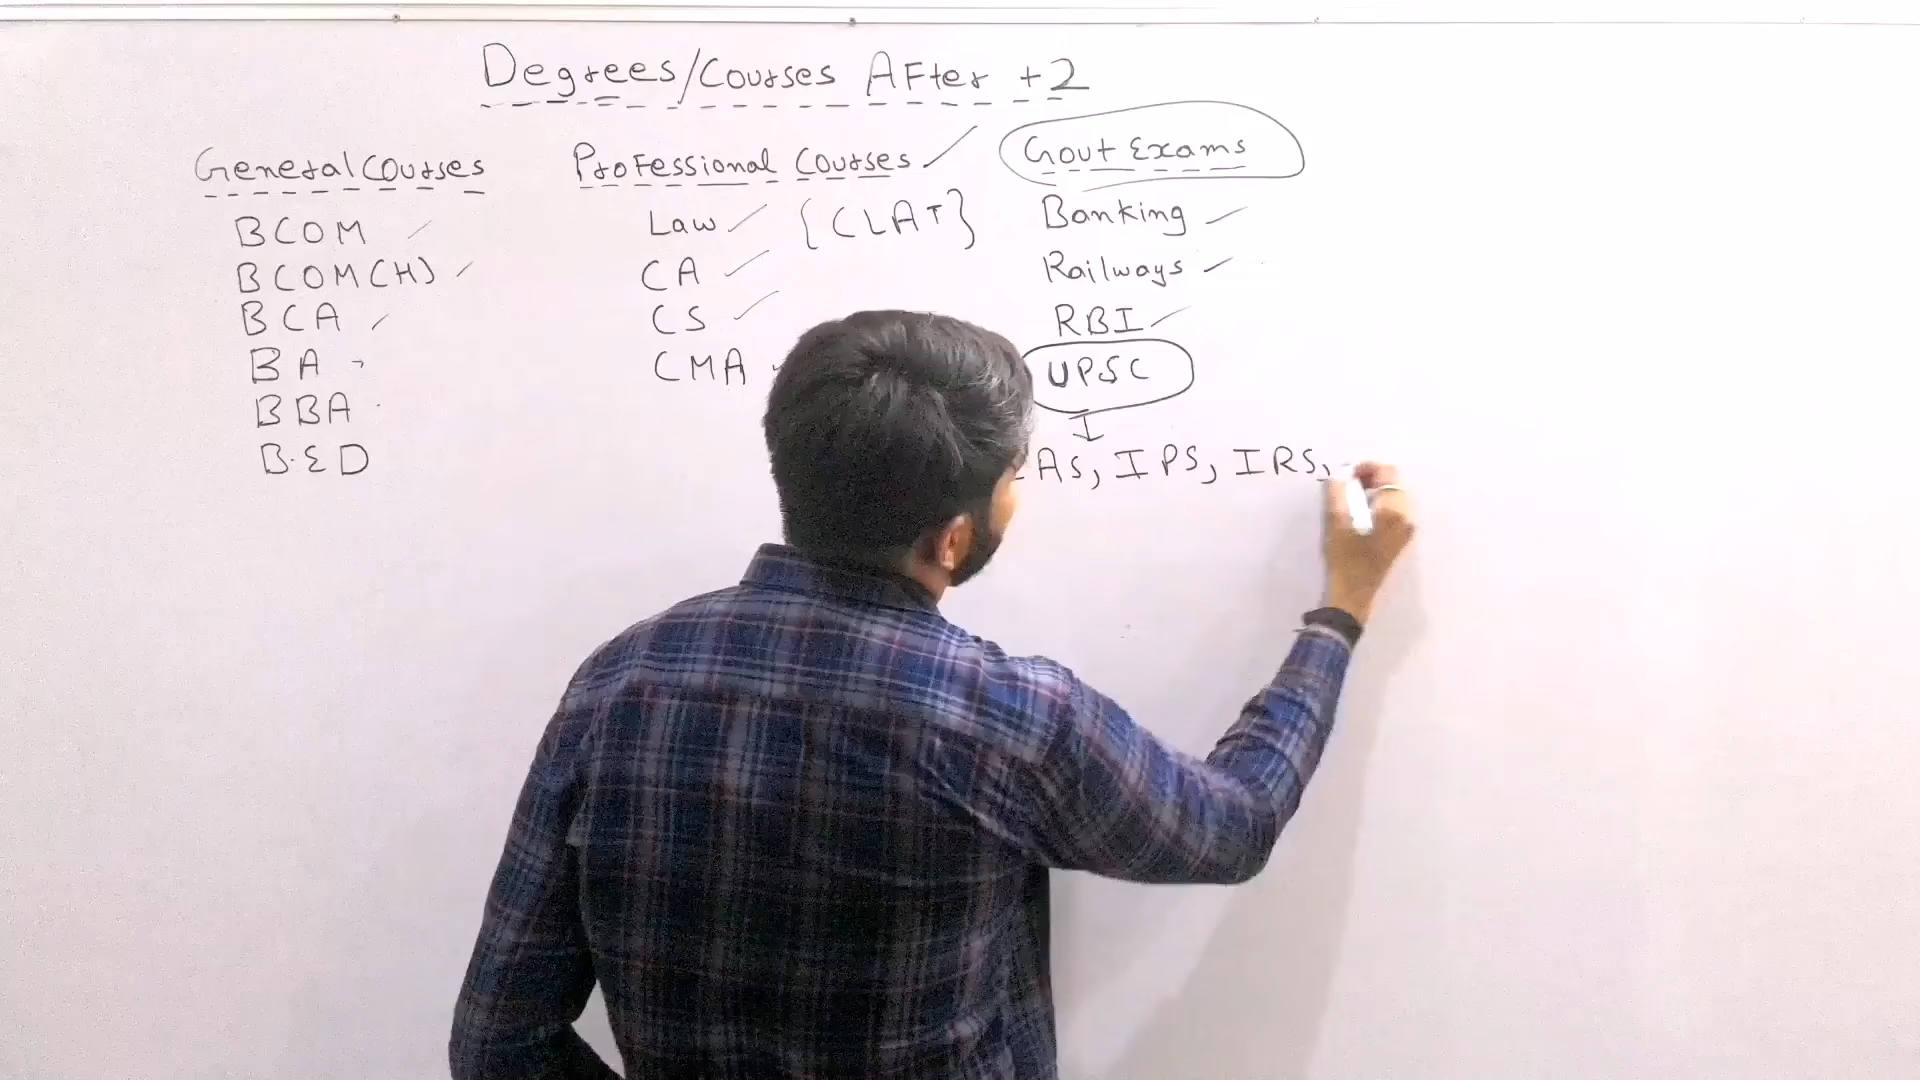 Degrees/Courses AFter +2
General Courses
BCOM
BCOM(H)
BCA
BA
BBA
B.ED
Professional Courses
Law {CLAT}
CA
CS
CMA
Govt Exams
Banking
Railways
RBI
UPSC
IPS, IRS,